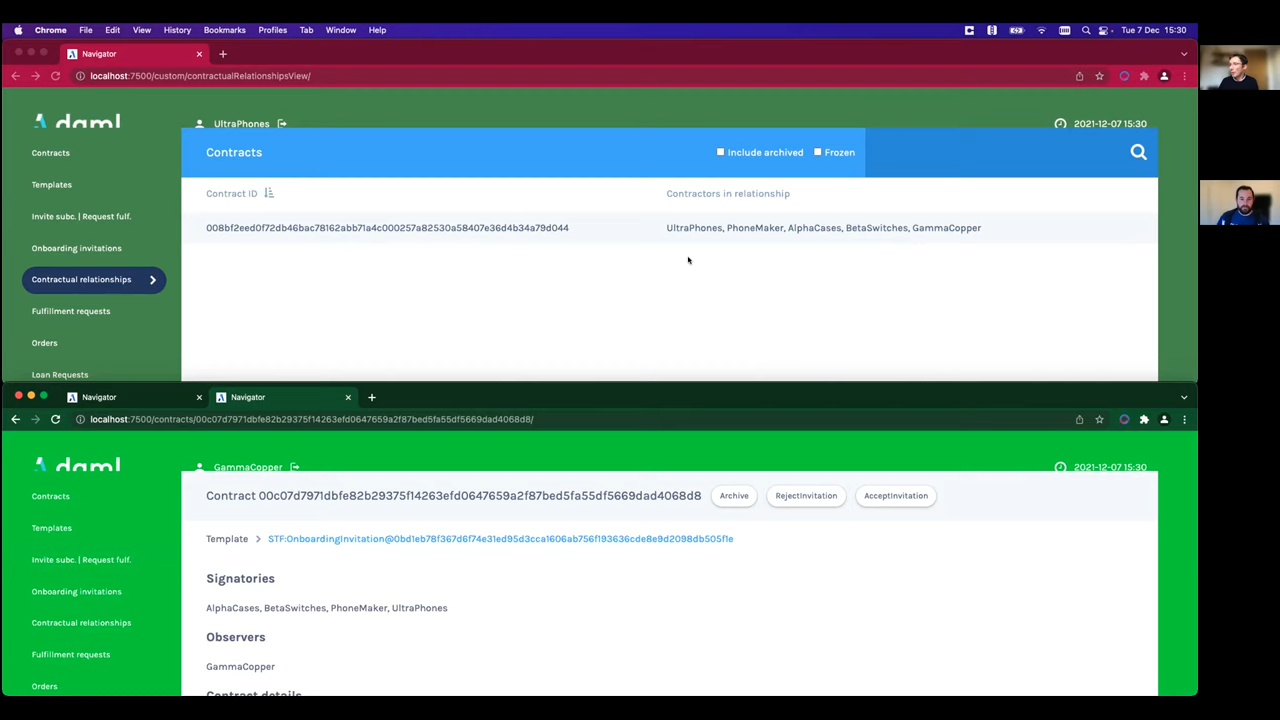 Chrome File Edit View History Bookmarks Profiles Tab Window Help Tue 7 Dec 15:30
Navigator
localhost:7500/custom/contractualRelationshipsView/
daml UltraPhones 2021-12-07 15:30
Contracts
Templates
Invite subc. | Request fulf.
Onboarding invitations
Contractual relationships
Fulfillment requests
Orders
Loan Requests
Contracts Include archived Frozen
Contract ID Contractors in relationship
008bf2eed0f72db46bac78162abb71a4c000257a82530a58407e36d4b34a79d044 UltraPhones, PhoneMaker, AlphaCases, BetaSwitches, GammaCopper
Navigator Navigator
localhost:7500/contracts/00c07d7971dbfe82b29375f14263efd0647659a2f87bed5fa55df5669dad4068d8/
daml GammaCopper 2021-12-07 15:30
Contracts
Templates
Invite subc. | Request fulf.
Onboarding invitations
Contractual relationships
Fulfillment requests
Orders
Contract 00c07d7971dbfe82b29375f14263efd0647659a2f87bed5fa55df5669dad4068d8 Archive RejectInvitation AcceptInvitation
Template STF:OnboardingInvitation@0bd1eb78f367d6f74e31ed95d3cca1606ab756f193636cde8e9d2098db505f1e
Signatories
AlphaCases, BetaSwitches, PhoneMaker, UltraPhones
Observers
GammaCopper
Contract details